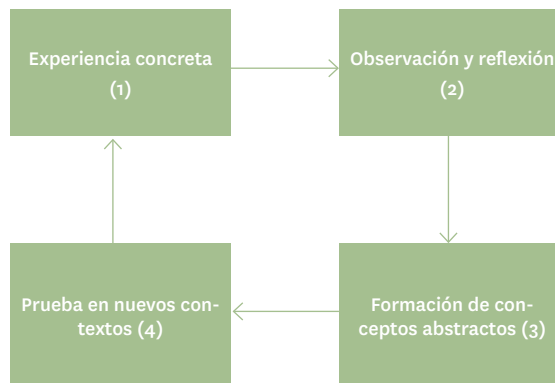 Experiencia concreta
(1)
Observación y reflexión
(2)
Prueba en nuevos con-
textos (4)
Formación de con-
ceptos abstractos (3)